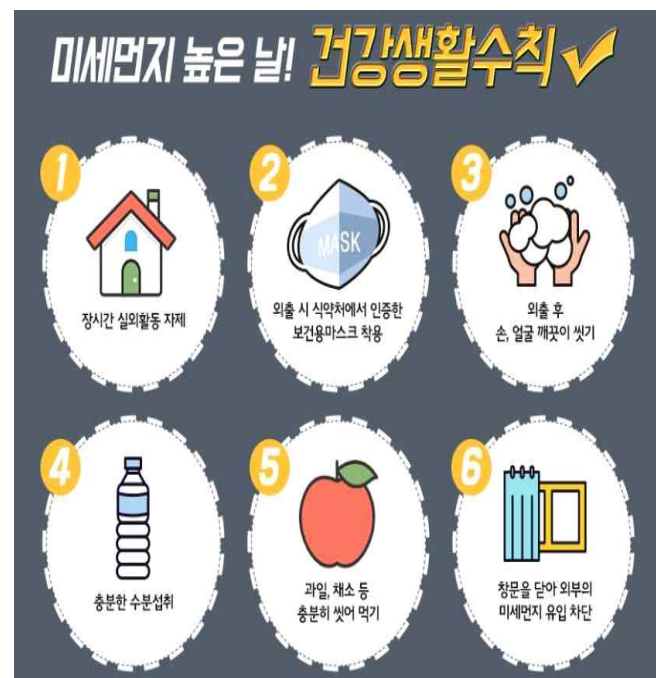 미세먼지 높은 날! 건강생활수칙
1
장시간 실외활동 자제
2
MASK
외출 시 식약처에서 인증한
보건용마스크 착용
3
외출 후
손, 얼굴 깨끗이 씻기
4
충분한 수분섭취
5
과일, 채소 등
충분히 씻어 먹기
6
창문을 닫아 외부의
미세먼지 유입 차단